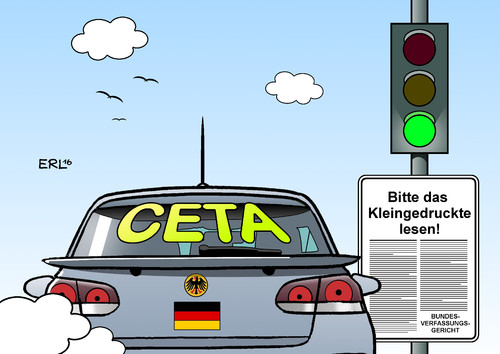 ERL16
CETA
Bitte das
Kleingedruckte
lesen!
BUNDES-
VERFASSUNGS-
GERICHT